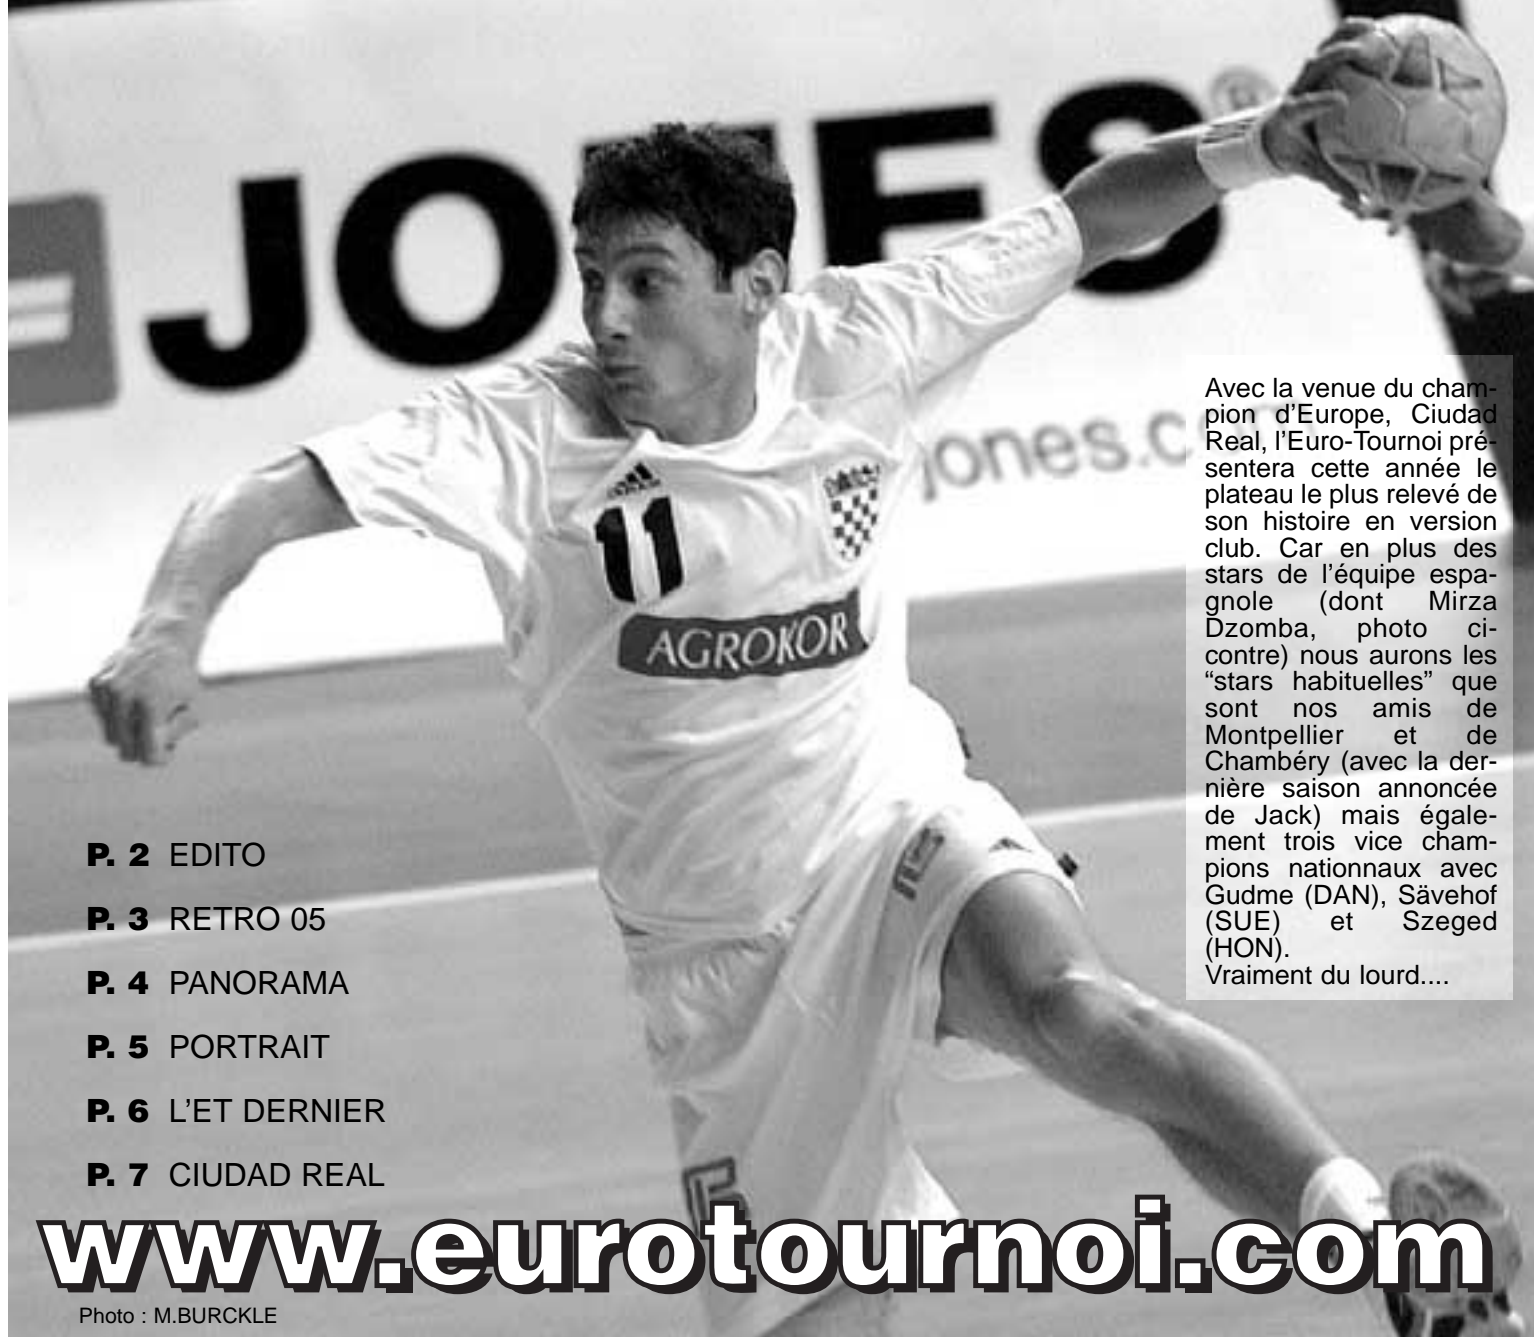 JONES®
jones.com
11
AGROKOR
Avec la venue du cham-
pion d'Europe, Ciudad
Real, l'Euro-Tournoi pré-
sentera cette année le
plateau le plus relevé de
son histoire en version
club. Car en plus des
stars de l'équipe espa-
gnole (dont Mirza
Dzomba, photo ci-
contre) nous aurons les
“stars habituelles” que
sont nos amis de
Montpellier et de
Chambéry (avec la der-
nière saison annoncée
de Jack) mais égale-
ment trois vice cham-
pions nationnaux avec
Gudme (DAN), Sävehof
(SUE) et Szeged
(HON).
Vraiment du lourd....
P. 2 EDITO
P. 3 RETRO 05
P. 4 PANORAMA
P. 5 PORTRAIT
P. 6 L'ET DERNIER
P. 7 CIUDAD REAL
www.eurotournoi.com
Photo : M.BURCKLE